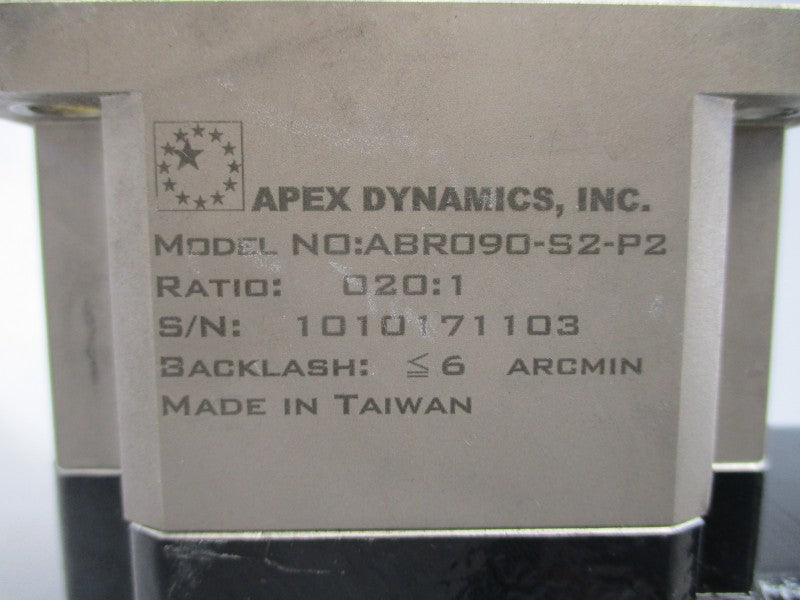 APEX DYNAMICS, INC.
MODEL NO:ABR090-S2-P2
RATIO: 020:1
S/N: 1010171103
BACKLASH: ≦6 ARCMIN
MADE IN TAIWAN